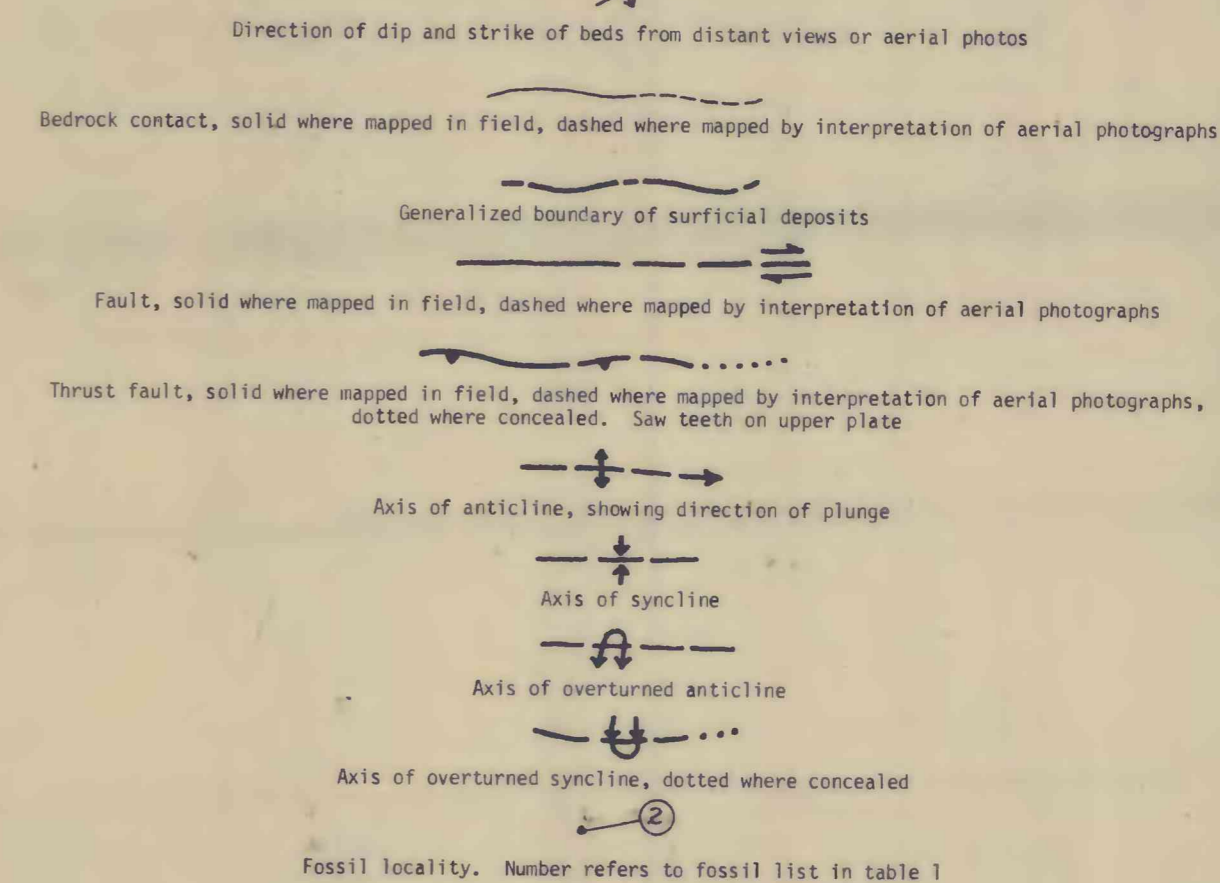 Direction of dip and strike of beds from distant views or aerial photos
Bedrock contact, solid where mapped in field, dashed where mapped by interpretation of aerial photographs
Generalized boundary of surficial deposits
Fault, solid where mapped in field, dashed where mapped by interpretation of aerial photographs
Thrust fault, solid where mapped in field, dashed where mapped by interpretation of aerial photographs,
dotted where concealed. Saw teeth on upper plate
Axis of anticline, showing direction of plunge
Axis of syncline
Axis of overturned anticline
Axis of overturned syncline, dotted where concealed
2
Fossil locality. Number refers to fossil list in table 1